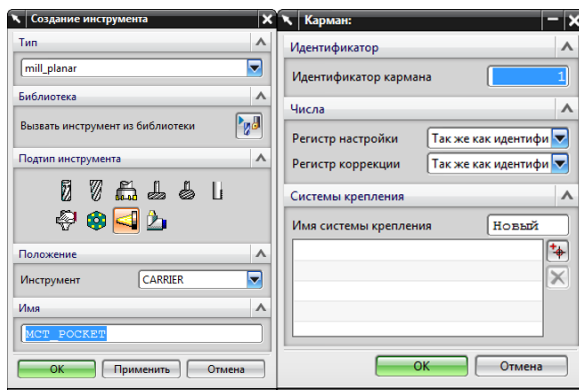 Создание инструмента
Тип
mill_planar
Библиотека
Вызвать инструмент из библиотеки
Подтип инструмента
Положение
Инструмент CARRIER
Имя
MCT_POCKET
OK Применить Отмена
Карман:
Идентификатор
Идентификатор кармана 1
Числа
Регистр настройки Так же как идентифи
Регистр коррекции Так же как идентифи
Системы крепления
Имя системы крепления Новый
OK Отмена